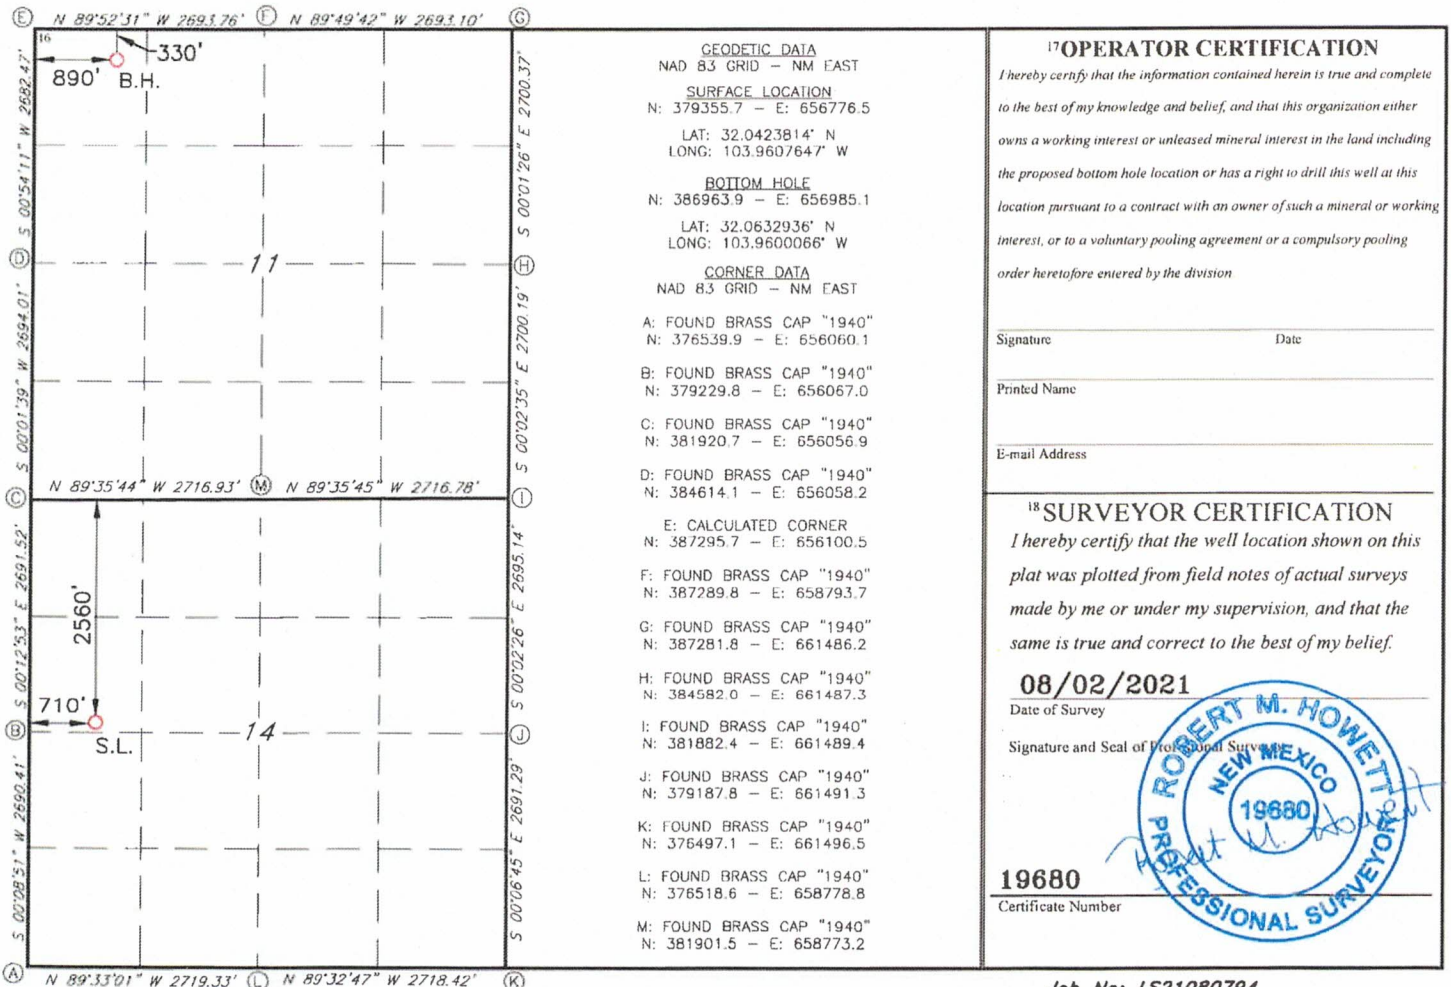 Ⓔ N 89°52'31" W 2693.76' Ⓕ N 89°49'42" W 2693.10' Ⓖ
16
330'
890' B.H.
S 00°54'11" W 2682.47'
S 00°01'26" E 2700.37'
Ⓓ 11 Ⓗ
S 00°01'39" W 2694.01'
S 00°02'35" E 2700.19'
Ⓒ N 89°35'44" W 2716.93' Ⓜ N 89°35'45" W 2716.78' Ⓘ
2560'
S 00°12'53" E 2691.52'
S 00°02'26" E 2695.14'
710'
Ⓑ S.L. 14 Ⓙ
S 00°08'51" W 2690.41'
S 00°06'45" E 2691.29'
Ⓐ N 89°33'01" W 2719.33' Ⓛ N 89°32'47" W 2718.42' Ⓚ
GEODETIC DATA
NAD 83 GRID – NM EAST
SURFACE LOCATION
N: 379355.7 – E: 656776.5
LAT: 32.0423814° N
LONG: 103.9607647° W
BOTTOM HOLE
N: 386963.9 – E: 656985.1
LAT: 32.0632936° N
LONG: 103.9600066° W
CORNER DATA
NAD 83 GRID – NM EAST
A: FOUND BRASS CAP "1940"
N: 376539.9 – E: 656060.1
B: FOUND BRASS CAP "1940"
N: 379229.8 – E: 656067.0
C: FOUND BRASS CAP "1940"
N: 381920.7 – E: 656056.9
D: FOUND BRASS CAP "1940"
N: 384614.1 – E: 656058.2
E: CALCULATED CORNER
N: 387295.7 – E: 656100.5
F: FOUND BRASS CAP "1940"
N: 387289.8 – E: 658793.7
G: FOUND BRASS CAP "1940"
N: 387281.8 – E: 661486.2
H: FOUND BRASS CAP "1940"
N: 384582.0 – E: 661487.3
I: FOUND BRASS CAP "1940"
N: 381882.4 – E: 661489.4
J: FOUND BRASS CAP "1940"
N: 379187.8 – E: 661491.3
K: FOUND BRASS CAP "1940"
N: 376497.1 – E: 661496.5
L: FOUND BRASS CAP "1940"
N: 376518.6 – E: 658778.8
M: FOUND BRASS CAP "1940"
N: 381901.5 – E: 658773.2
17 OPERATOR CERTIFICATION
I hereby certify that the information contained herein is true and complete
to the best of my knowledge and belief, and that this organization either
owns a working interest or unleased mineral interest in the land including
the proposed bottom hole location or has a right to drill this well at this
location pursuant to a contract with an owner of such a mineral or working
interest, or to a voluntary pooling agreement or a compulsory pooling
order heretofore entered by the division
Signature Date
Printed Name
E-mail Address
18 SURVEYOR CERTIFICATION
I hereby certify that the well location shown on this
plat was plotted from field notes of actual surveys
made by me or under my supervision, and that the
same is true and correct to the best of my belief.
08/02/2021
Date of Survey
Signature and Seal of Professional Surveyor
ROBERT M. HOWETT
NEW MEXICO
19680
PROFESSIONAL SURVEYOR
Robert M. Howett
19680
Certificate Number
Job No: LS21080794